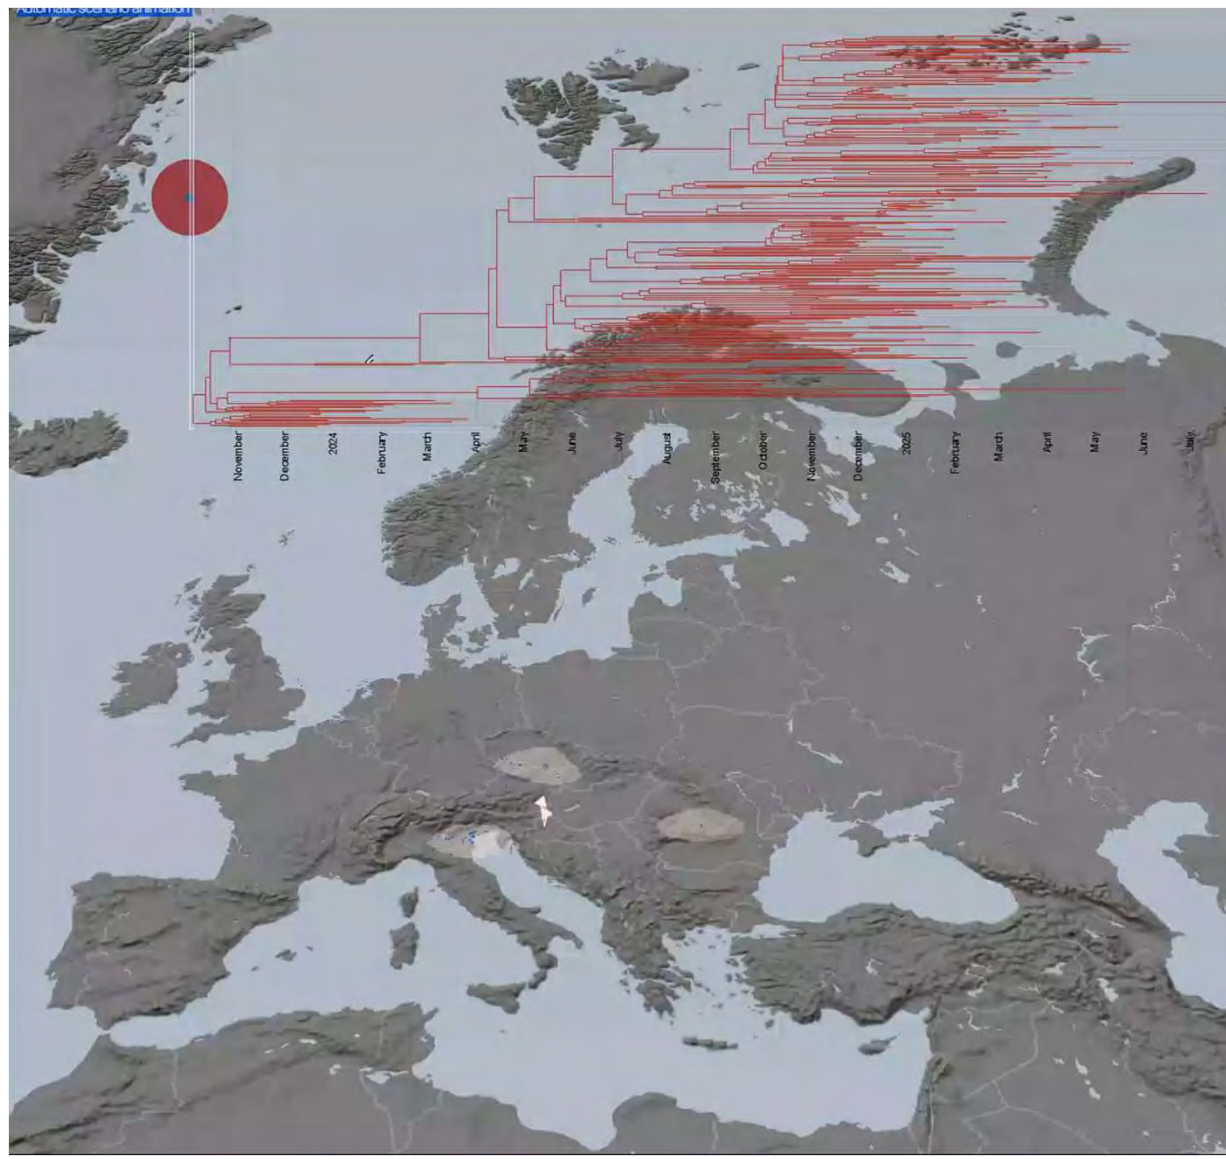 Automatic scenario animation
November
December
2024
February
March
April
May
June
July
August
September
October
November
December
2025
February
March
April
May
June
July